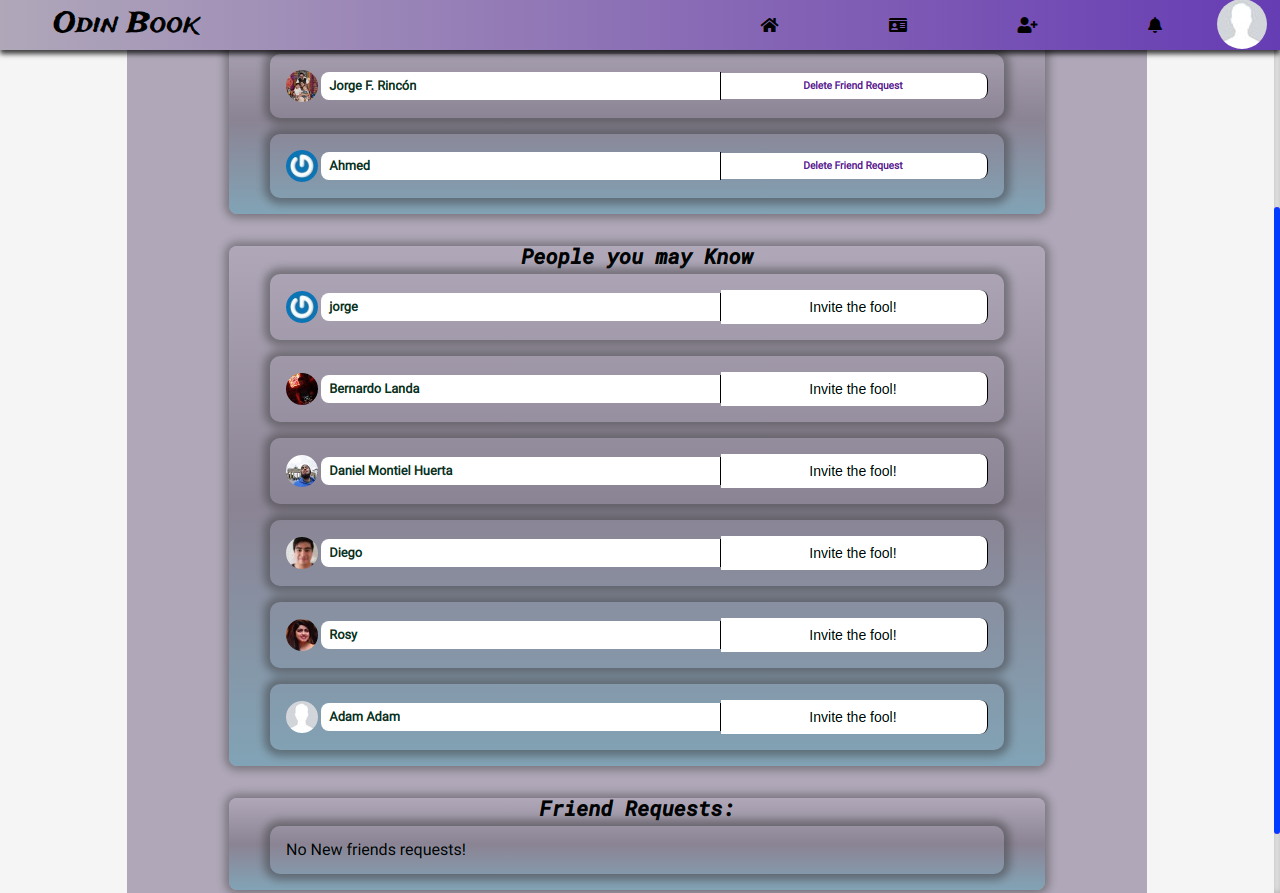 Odin Book
Jorge F. Rincón Delete Friend Request
Ahmed Delete Friend Request
People you may Know
jorge Invite the fool!
Bernardo Landa Invite the fool!
Daniel Montiel Huerta Invite the fool!
Diego Invite the fool!
Rosy Invite the fool!
Adam Adam Invite the fool!
Friend Requests:
No New friends requests!